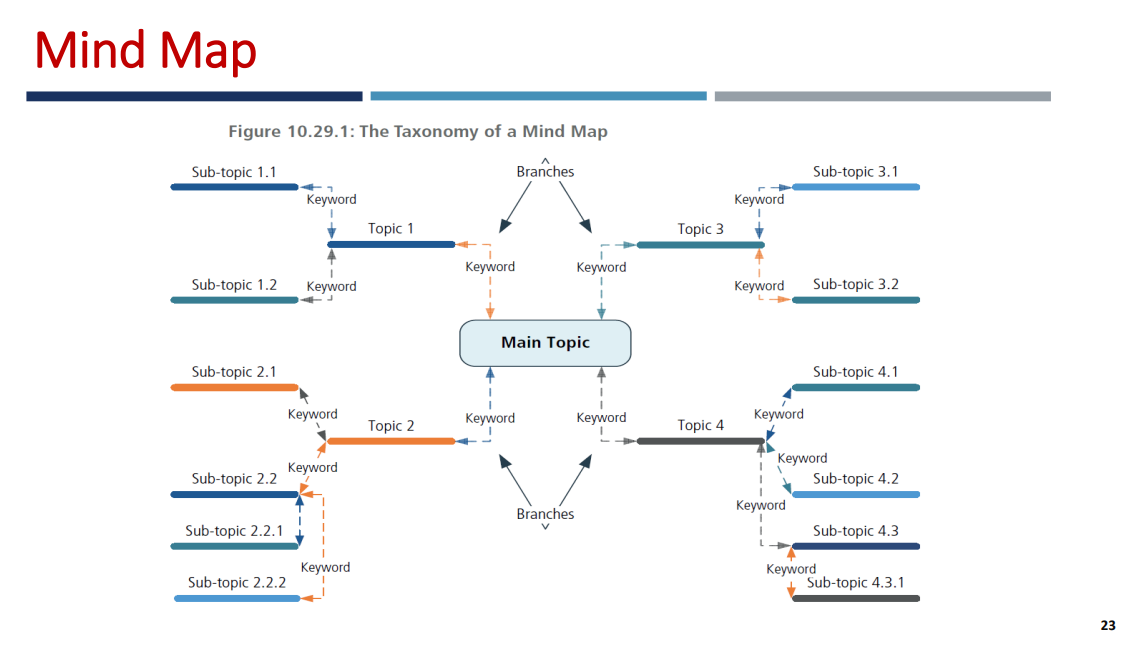 Mind Map
Figure 10.29.1: The Taxonomy of a Mind Map
Sub-topic 1.1
Keyword
Topic 1
Keyword
Sub-topic 1.2
Keyword
Branches
Sub-topic 3.1
Keyword
Topic 3
Keyword
Keyword
Sub-topic 3.2
Main Topic
Sub-topic 2.1
Keyword
Topic 2
Keyword
Keyword
Sub-topic 2.2
Sub-topic 2.2.1
Keyword
Sub-topic 2.2.2
Sub-topic 4.1
Keyword
Keyword
Topic 4
Keyword
Sub-topic 4.2
Keyword
Sub-topic 4.3
Keyword
Sub-topic 4.3.1
Branches
23